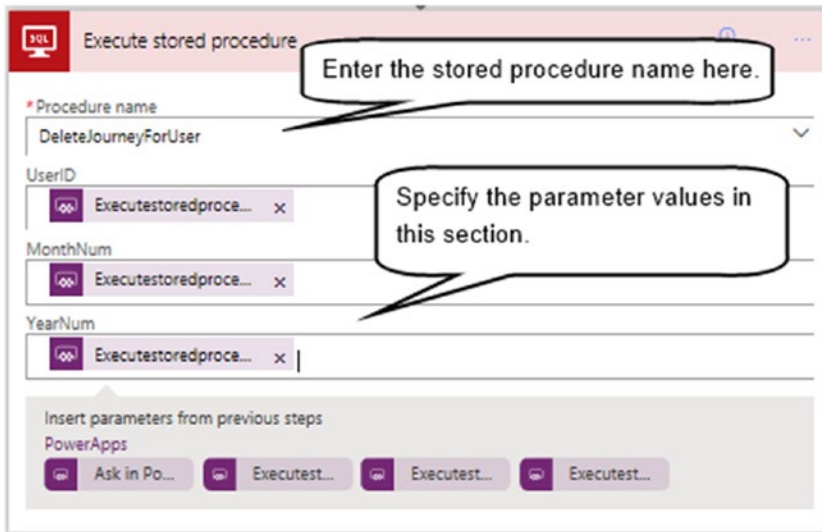 SQL
Execute stored procedure
...
Enter the stored procedure name here.
*Procedure name
DeleteJourneyForUser
UserID
Executestoredproce... ×
Specify the parameter values in
this section.
MonthNum
Executestoredproce... ×
YearNum
Executestoredproce... ×
Insert parameters from previous steps
PowerApps
Ask in Po... Executest... Executest... Executest...